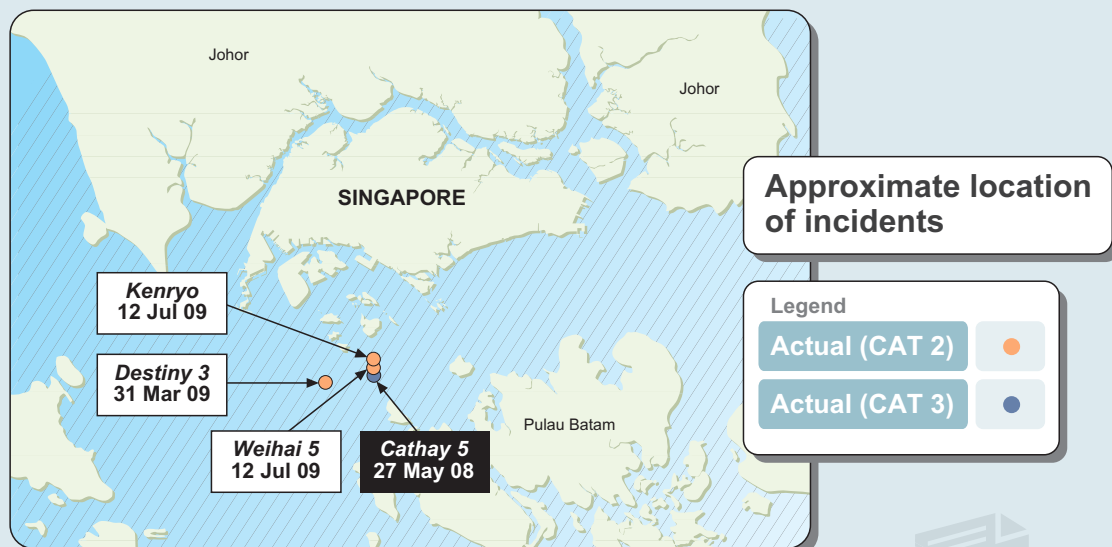 Johor
Johor
SINGAPORE
Approximate location
of incidents
Kenryo
12 Jul 09
Legend
Actual (CAT 2)
Actual (CAT 3)
Destiny 3
31 Mar 09
Pulau Batam
Weihai 5
12 Jul 09
Cathay 5
27 May 08